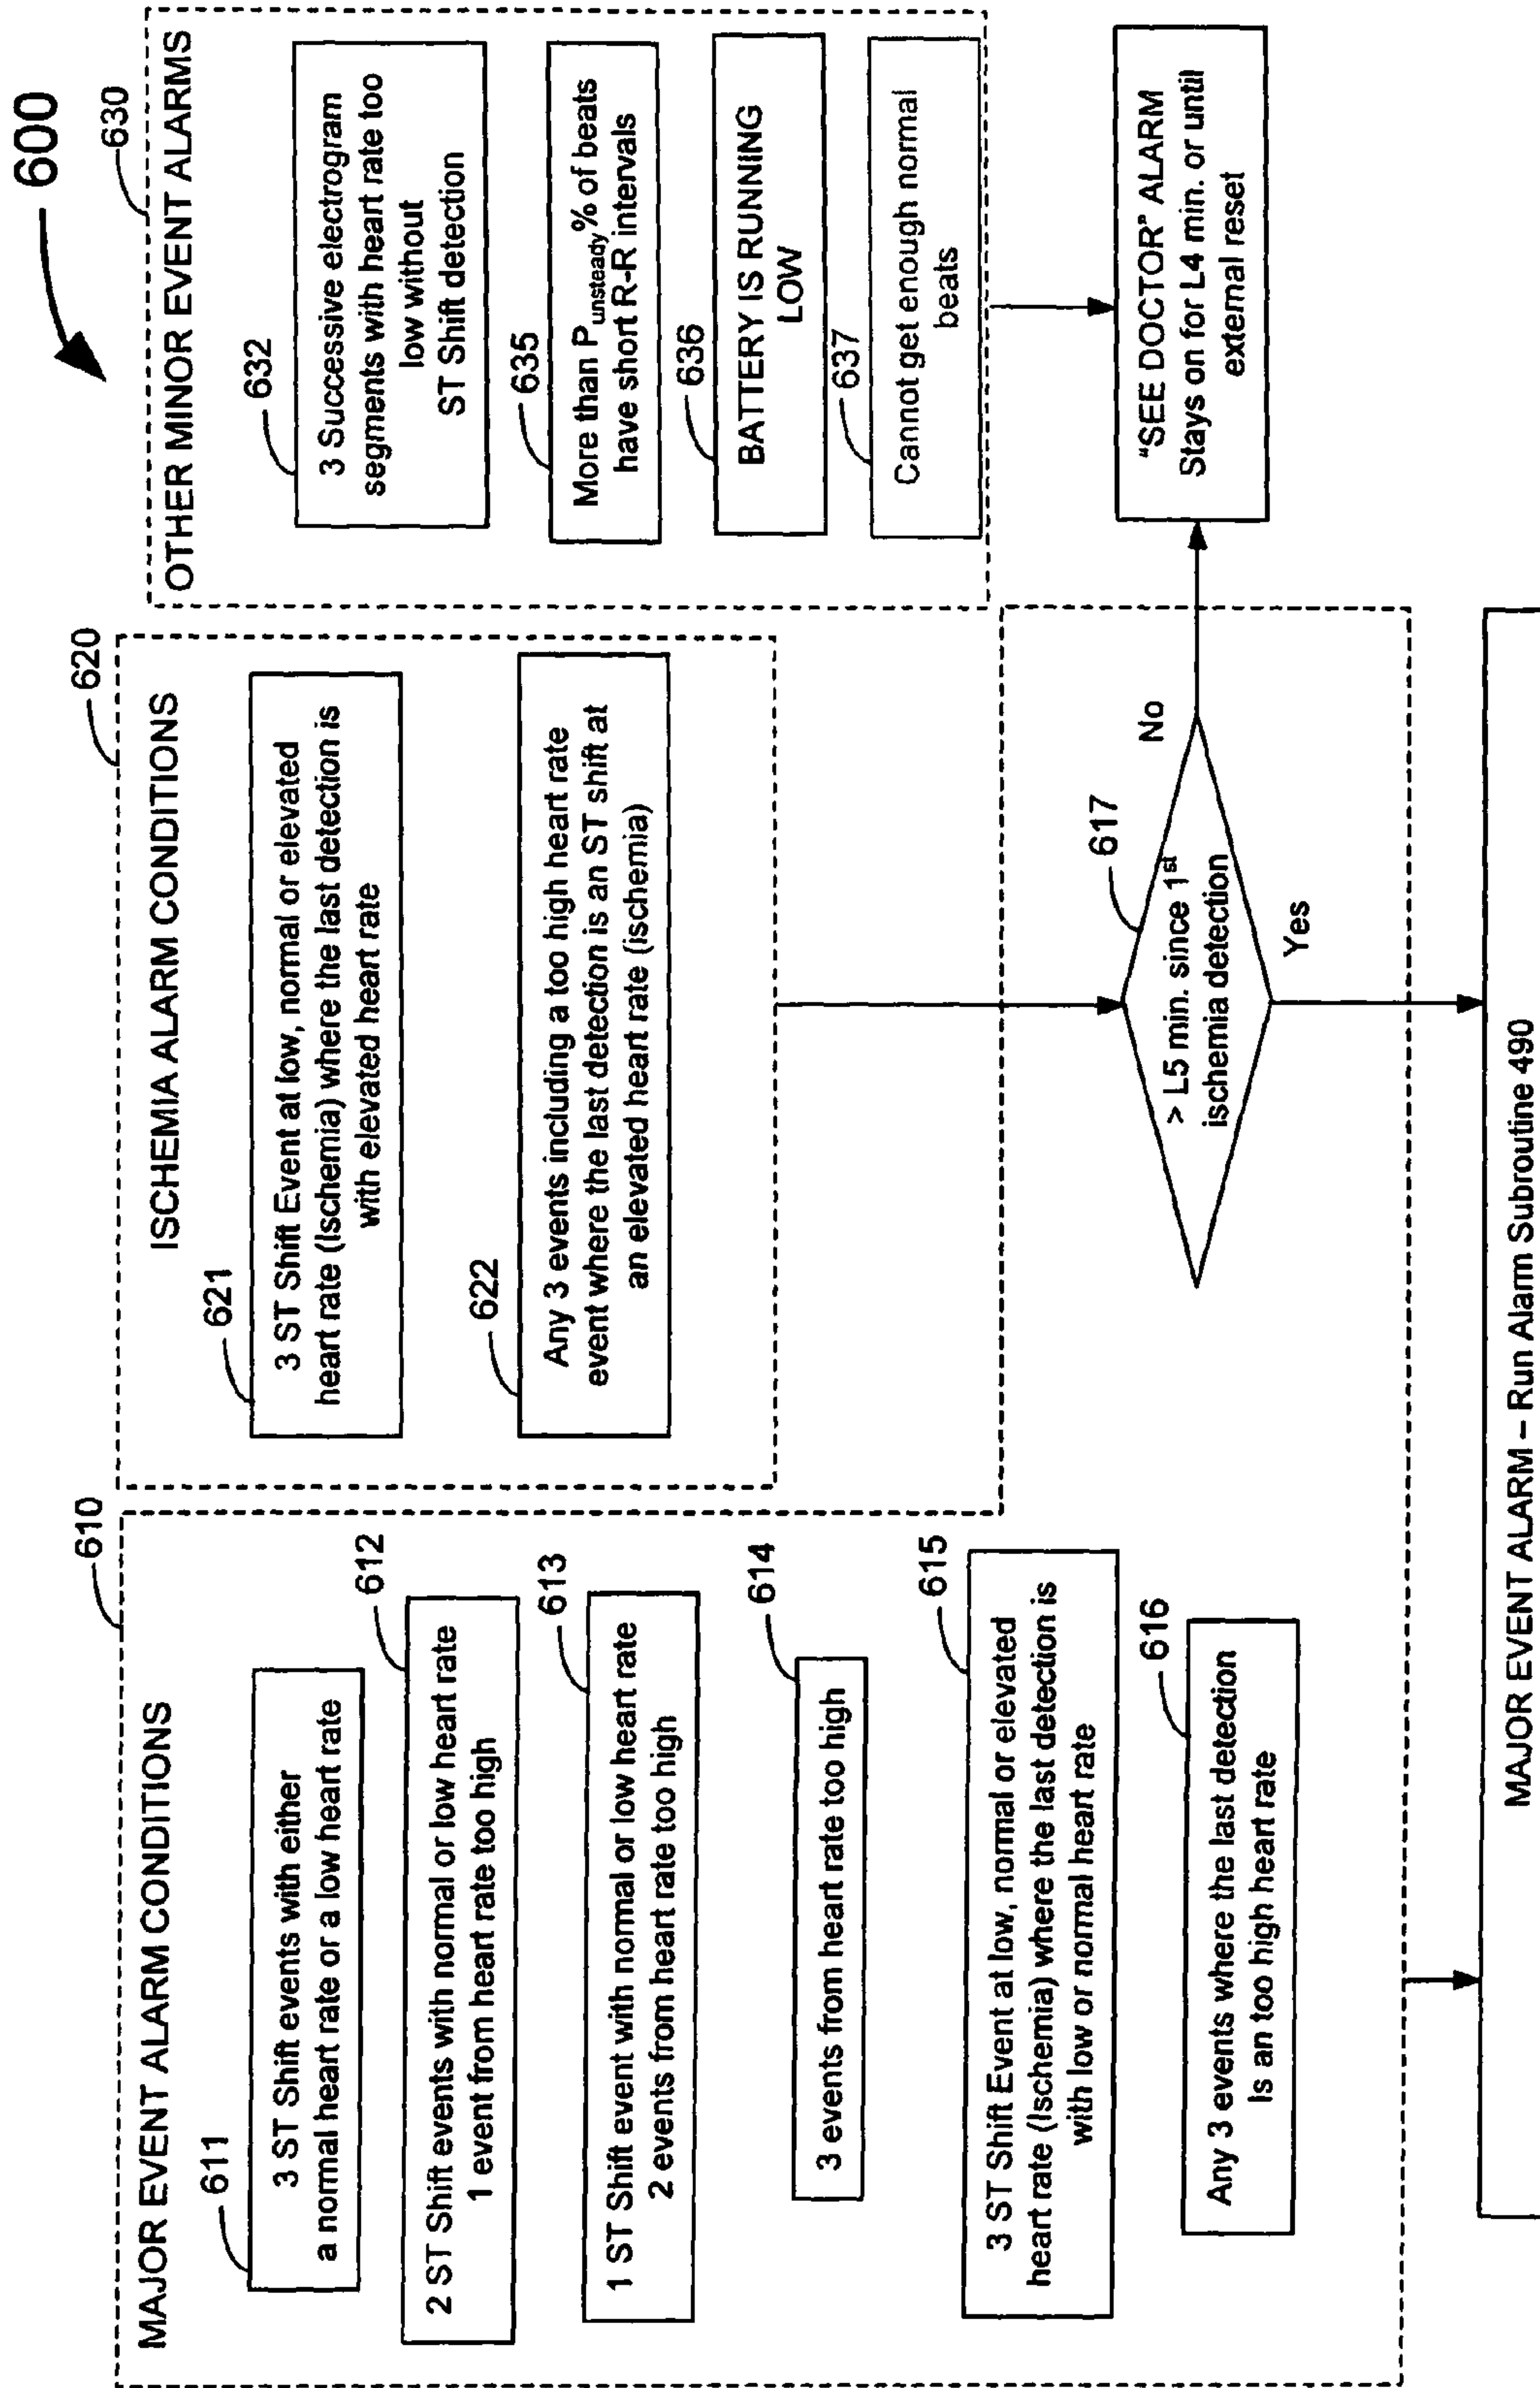 600
610
MAJOR EVENT ALARM CONDITIONS
611
3 ST Shift events with either
a normal heart rate or a low heart rate
612
2 ST Shift events with normal or low heart rate
1 event from heart rate too high
613
1 ST Shift event with normal or low heart rate
2 events from heart rate too high
614
3 events from heart rate too high
615
3 ST Shift Event at low, normal or elevated
heart rate (Ischemia) where the last detection is
with low or normal heart rate
616
Any 3 events where the last detection
Is an too high heart rate
620
ISCHEMIA ALARM CONDITIONS
621
3 ST Shift Event at low, normal or elevated
heart rate (Ischemia) where the last detection is
with elevated heart rate
622
Any 3 events including a too high heart rate
event where the last detection is an ST shift at
an elevated heart rate (ischemia)
617
> L5 min. since 1st
ischemia detection
No
Yes
630
OTHER MINOR EVENT ALARMS
632
3 Successive electrogram
segments with heart rate too
low without
ST Shift detection
635
More than Punsteady% of beats
have short R-R intervals
636
BATTERY IS RUNNING
LOW
637
Cannot get enough normal
beats
"SEE DOCTOR" ALARM
Stays on for L4 min. or until
external reset
MAJOR EVENT ALARM – Run Alarm Subroutine 490